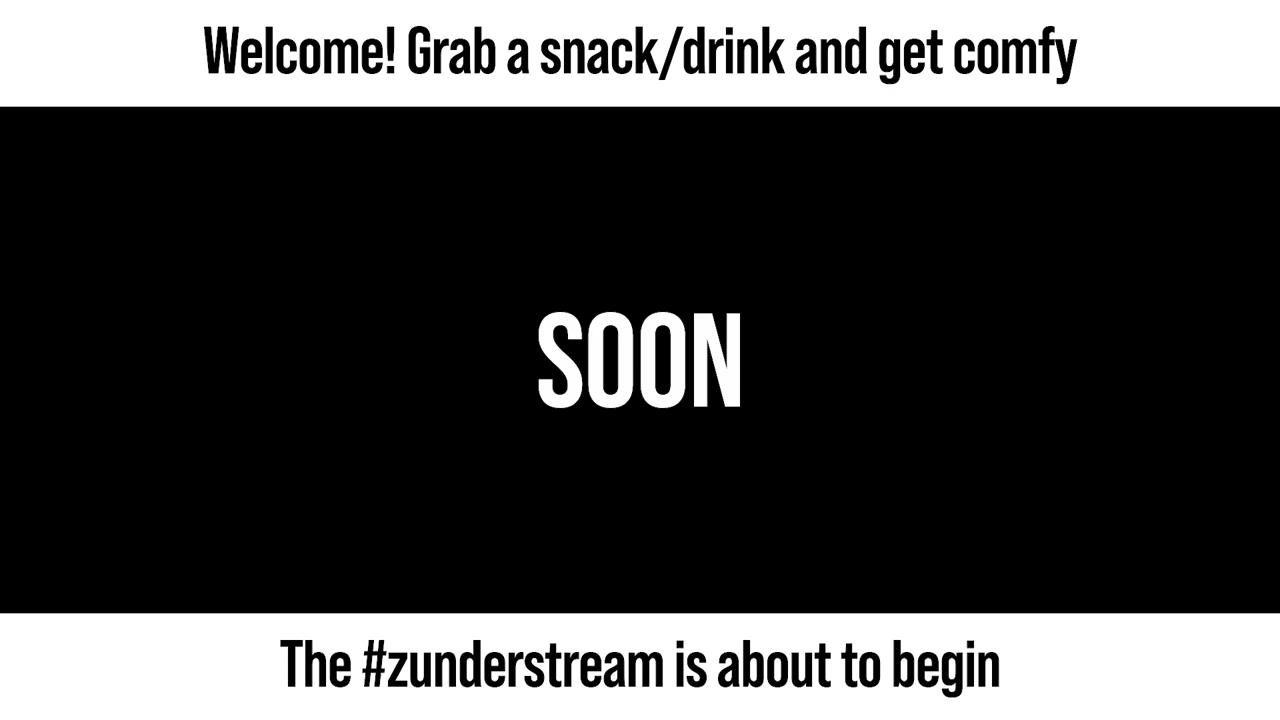 Welcome! Grab a snack/drink and get comfy
SOON
The #zunderstream is about to begin